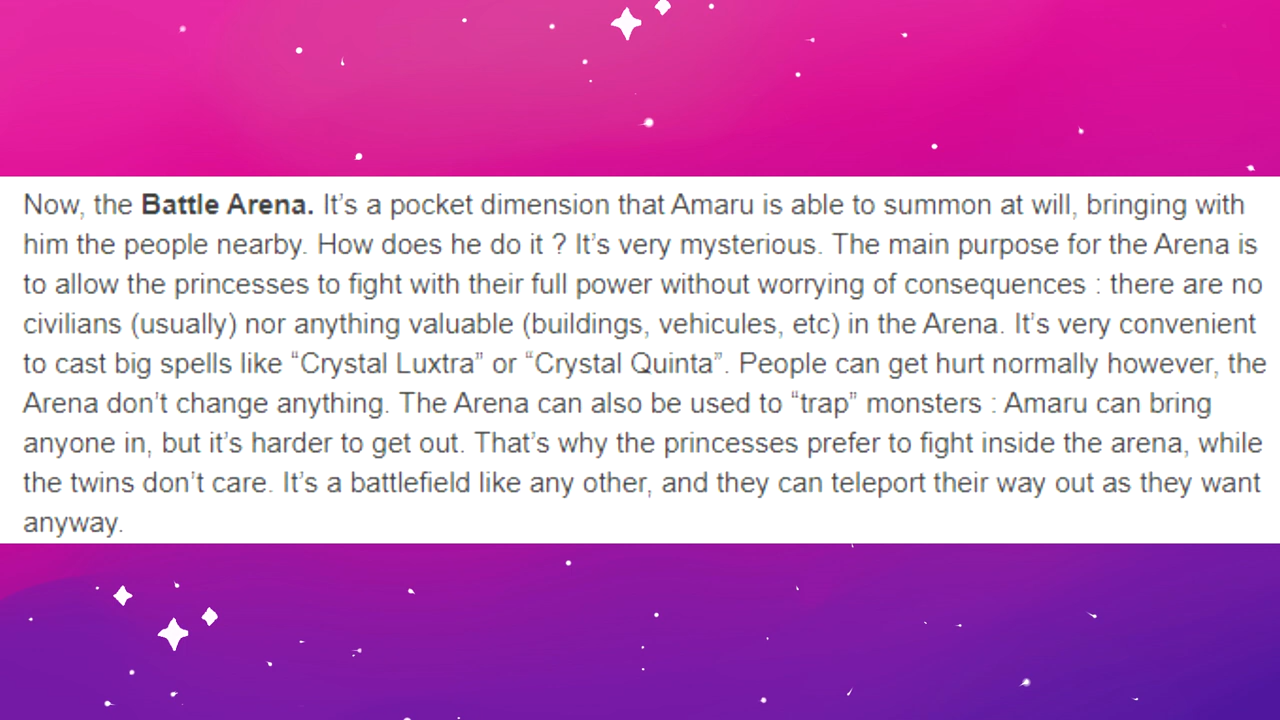 Now, the Battle Arena. It’s a pocket dimension that Amaru is able to summon at will, bringing with
him the people nearby. How does he do it ? It’s very mysterious. The main purpose for the Arena is
to allow the princesses to fight with their full power without worrying of consequences : there are no
civilians (usually) nor anything valuable (buildings, vehicules, etc) in the Arena. It’s very convenient
to cast big spells like “Crystal Luxtra” or “Crystal Quinta”. People can get hurt normally however, the
Arena don’t change anything. The Arena can also be used to “trap” monsters : Amaru can bring
anyone in, but it’s harder to get out. That’s why the princesses prefer to fight inside the arena, while
the twins don’t care. It’s a battlefield like any other, and they can teleport their way out as they want
anyway.